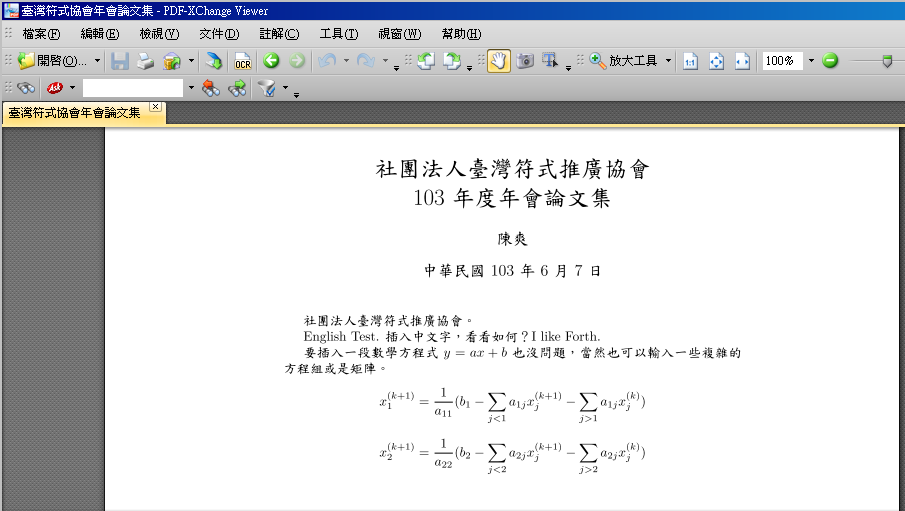 臺灣符式協會年會論文集 - PDF-XChange Viewer
檔案(F) 編輯(E) 檢視(V) 文件(D) 註解(C) 工具(T) 視窗(W) 幫助(H)
開啓(O)... OCR 放大工具 1:1 100%
Ask
臺灣符式協會年會論文集
社團法人臺灣符式推廣協會
103 年度年會論文集
陳爽
中華民國 103 年 6 月 7 日
社團法人臺灣符式推廣協會。
English Test. 插入中文字，看看如何？I like Forth.
要插入一段數學方程式 y = ax + b 也沒問題，當然也可以輸入一些複雜的
方程組或是矩陣。
x_1^{(k+1)} = \frac{1}{a_{11}}(b_1 − \sum_{j<1} a_{1j}x_j^{(k+1)} − \sum_{j>1} a_{1j}x_j^{(k)})
x_2^{(k+1)} = \frac{1}{a_{22}}(b_2 − \sum_{j<2} a_{2j}x_j^{(k+1)} − \sum_{j>2} a_{2j}x_j^{(k)})